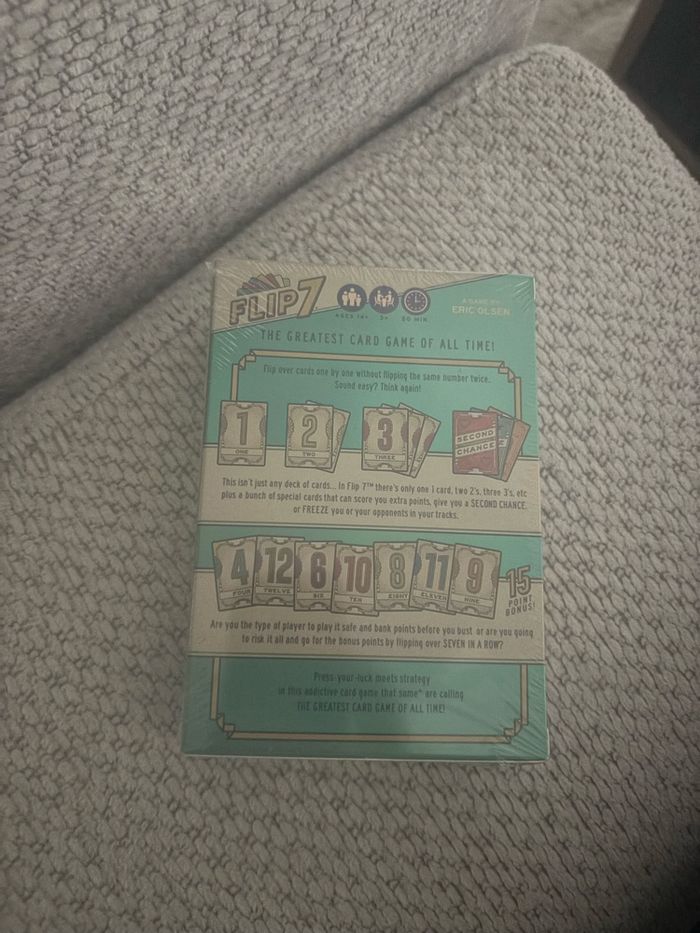 FLIP 7
AGES 14+
3+
20 MIN.
A GAME BY
ERIC OLSEN
THE GREATEST CARD GAME OF ALL TIME!
Flip over cards one by one without flipping the same number twice.
Sound easy? Think again!
1
ONE
2
TWO
3
THREE
SECOND
CHANCE
This isn't just any deck of cards... In Flip 7™ there's only one 1 card, two 2's, three 3's, etc
plus a bunch of special cards that can score you extra points, give you a SECOND CHANCE,
or FREEZE you or your opponents in your tracks.
4
FOUR
12
TWELVE
6
SIX
10
TEN
8
EIGHT
11
ELEVEN
9
NINE
15
POINT
BONUS!
Are you the type of player to play it safe and bank points before you bust or are you going
to risk it all and go for the bonus points by flipping over SEVEN IN A ROW?
Press-your-luck meets strategy
in this addictive card game that some* are calling
THE GREATEST CARD GAME OF ALL TIME!